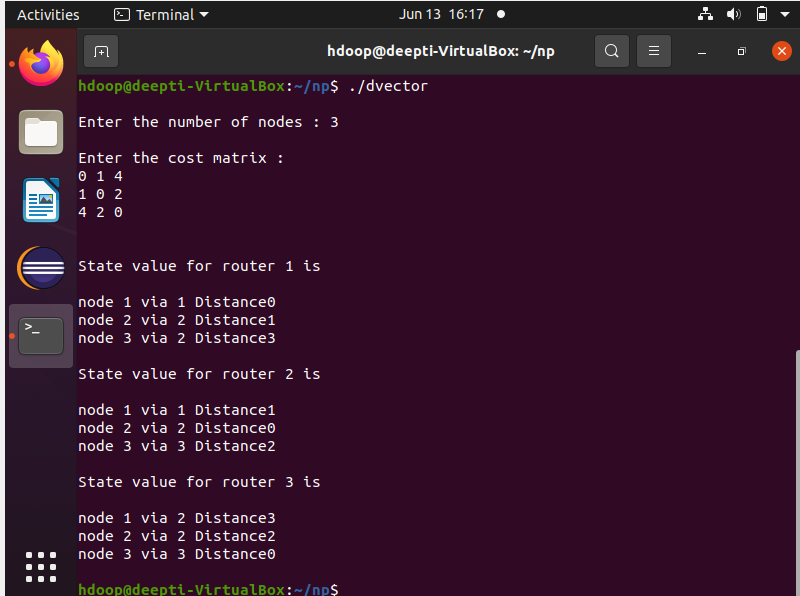 Activities Terminal Jun 13 16:17
hdoop@deepti-VirtualBox: ~/np
hdoop@deepti-VirtualBox:~/np$ ./dvector
Enter the number of nodes : 3
Enter the cost matrix :
0 1 4
1 0 2
4 2 0
State value for router 1 is
node 1 via 1 Distance0
node 2 via 2 Distance1
node 3 via 2 Distance3
State value for router 2 is
node 1 via 1 Distance1
node 2 via 2 Distance0
node 3 via 3 Distance2
State value for router 3 is
node 1 via 2 Distance3
node 2 via 2 Distance2
node 3 via 3 Distance0
hdoop@deepti-VirtualBox:~/np$